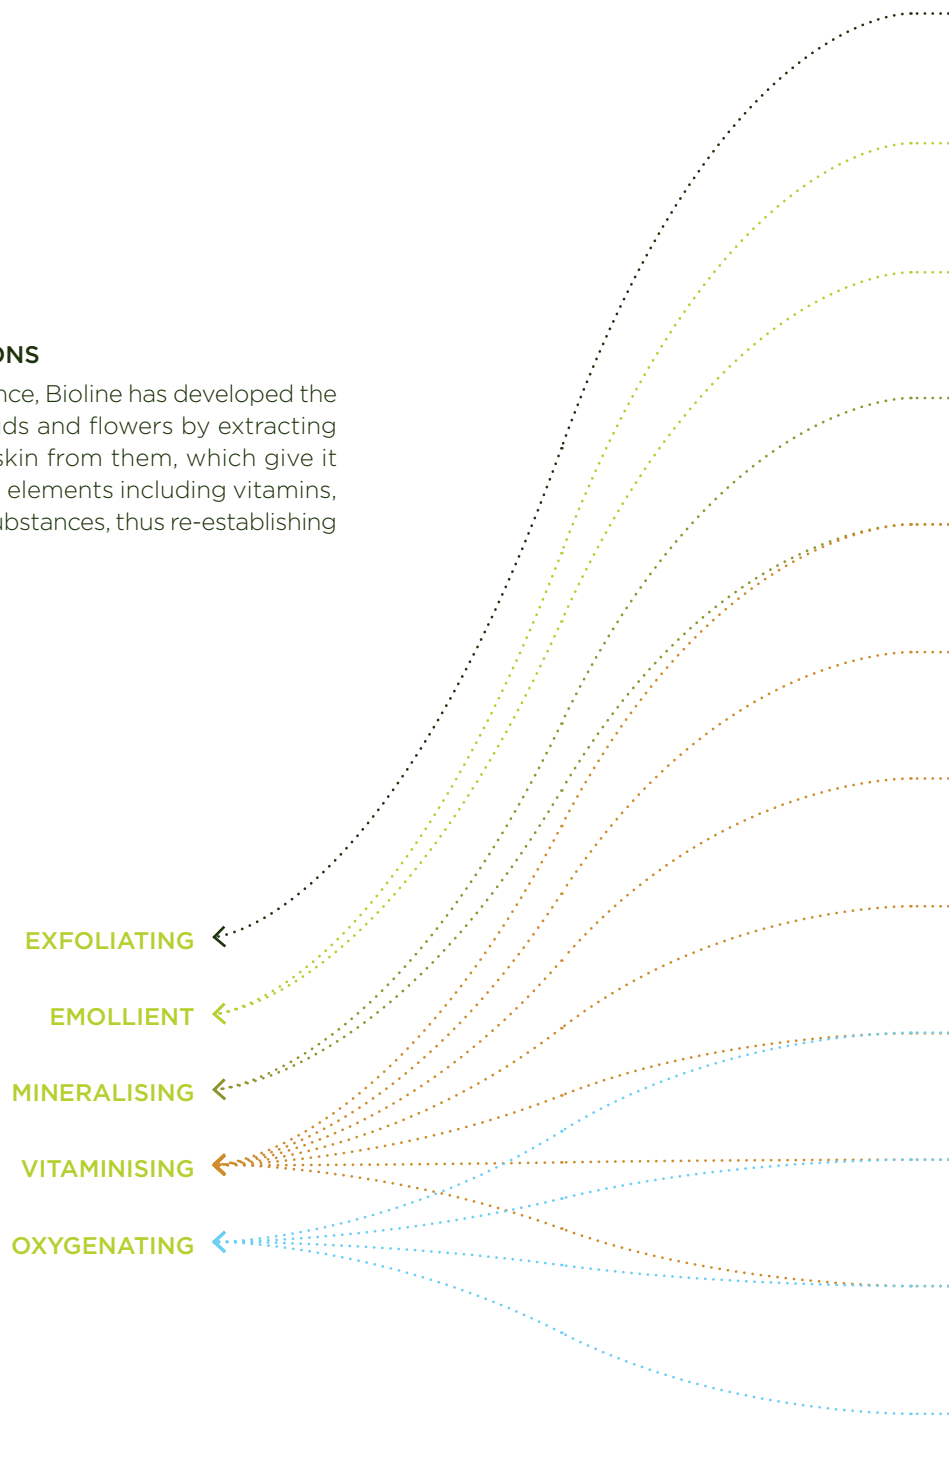 ONS
nce, Bioline has developed the
ds and flowers by extracting
skin from them, which give it
elements including vitamins,
ubstances, thus re-establishing
EXFOLIATING
EMOLLIENT
MINERALISING
VITAMINISING
OXYGENATING